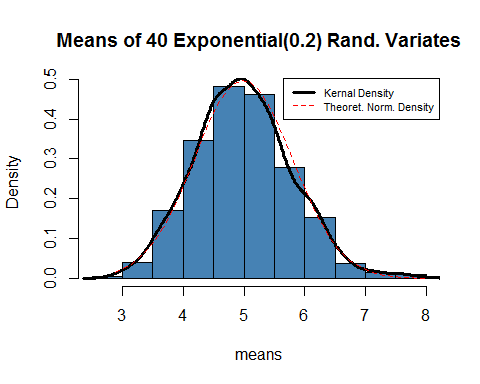 Means of 40 Exponential(0.2) Rand. Variates
Kernal Density
Theoret. Norm. Density
Density
0.5
0.4
0.3
0.2
0.1
0.0
3 4 5 6 7 8
means